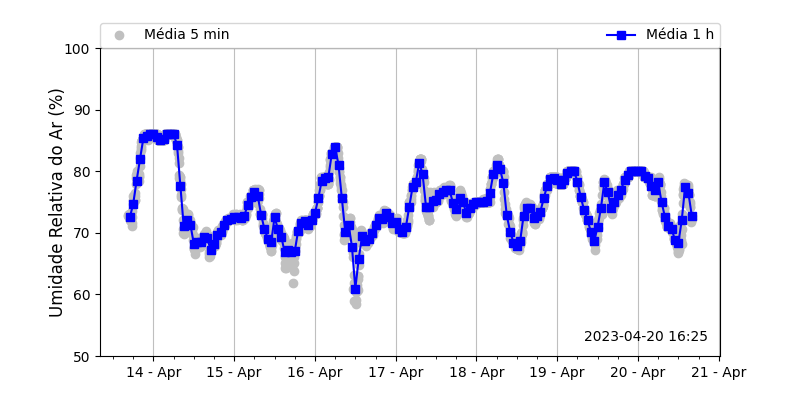 Média 5 min
Média 1 h
Umidade Relativa do Ar (%)
100
90
80
70
60
50
2023-04-20 16:25
14 - Apr
15 - Apr
16 - Apr
17 - Apr
18 - Apr
19 - Apr
20 - Apr
21 - Apr